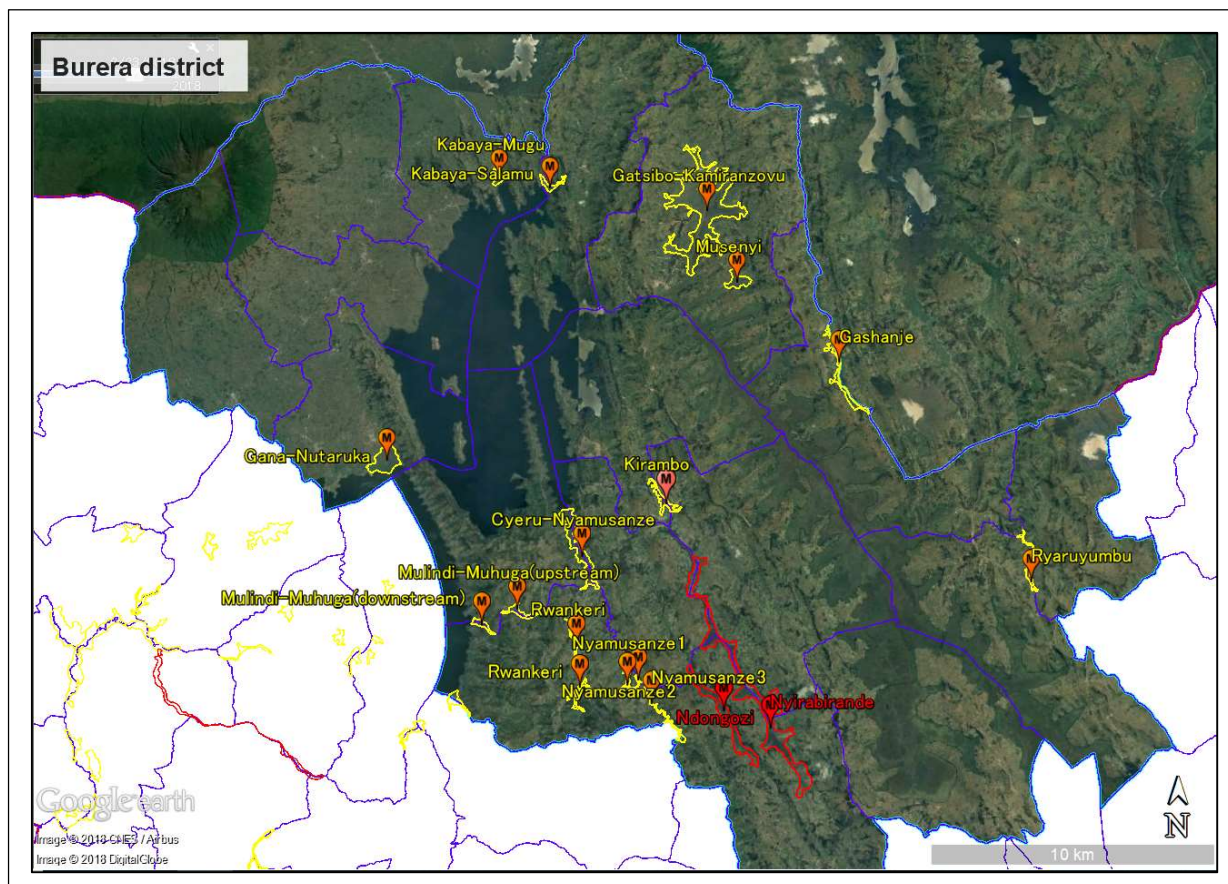 Burera district
2018
Kabaya-Mugu
M
M
Kabaya-Salamu
Gatsibo-Kamiranzovu
M
Musenyi
M
Gashanje
M
Gana-Nutaruka
Kirambo
M
Cyeru-Nyamusanze
Ryaruyumbu
Mulindi-Muhuga(upstream)
M
Mulindi-Muhuga(downstream)
M
Rwankeri
Nyamusanze1
M
Rwankeri
M
M
Nyamusanze3
Nyamusanze2
M
Nyirabirande
Ndongozi
Google earth
Image © 2018 CNES / Airbus
Image © 2018 DigitalGlobe
N
10 km